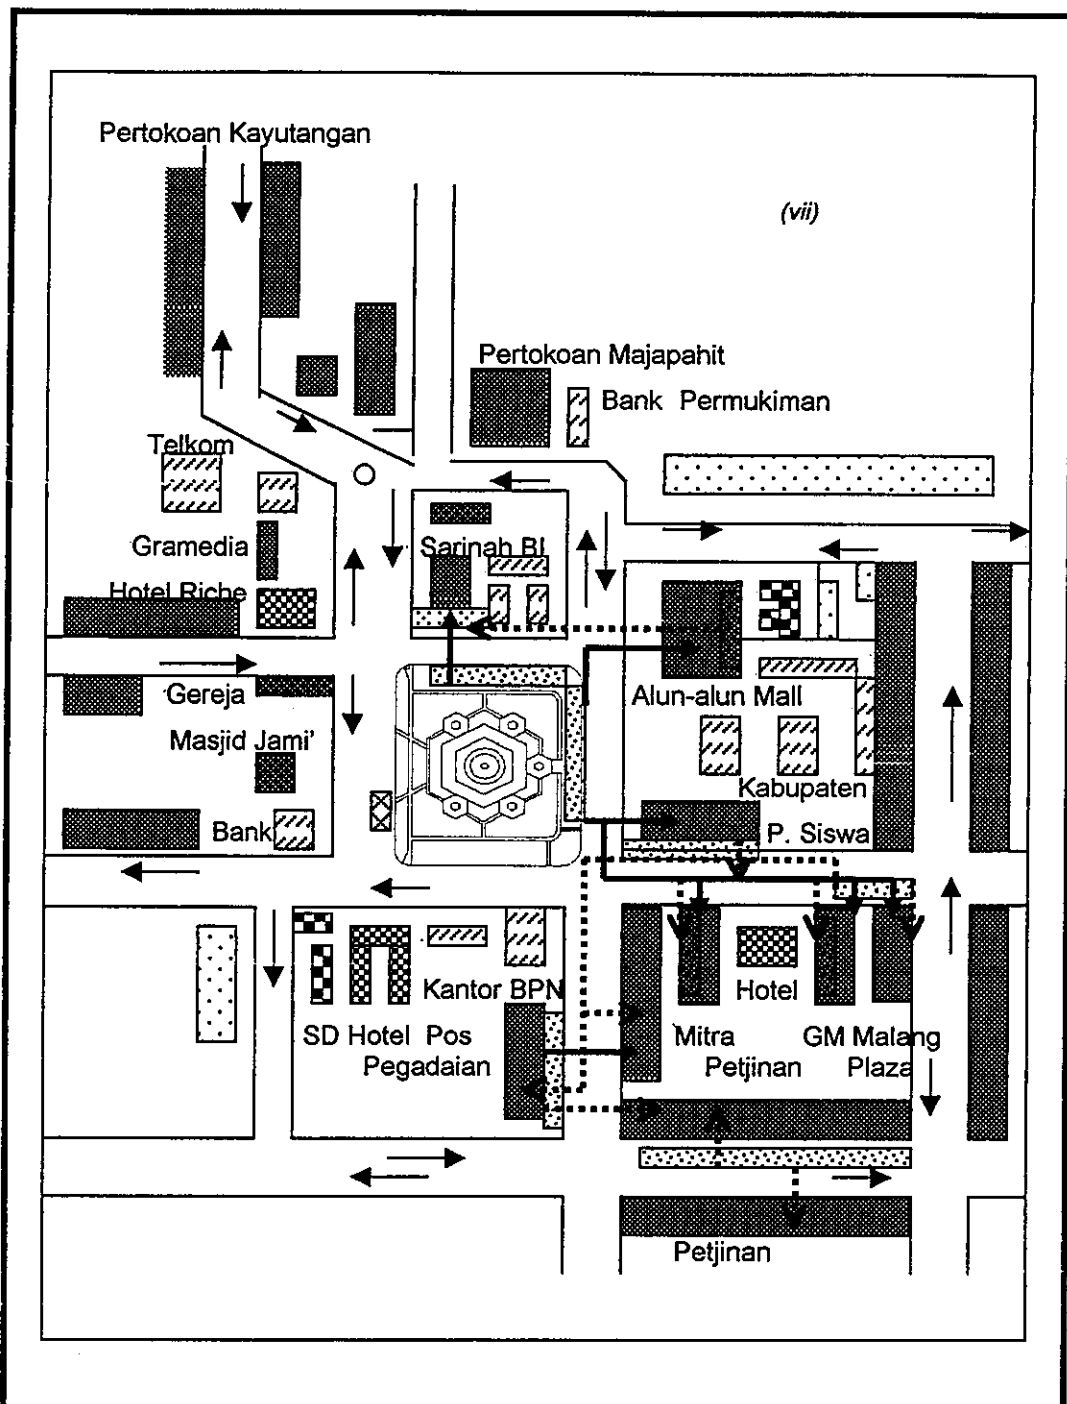 Pertokoan Kayutangan
(vii)
Pertokoan Majapahit
Bank Permukiman
Telkom
Gramedia
Sarinah BI
Hotel Riche
Gereja
Alun-alun Mall
Masjid Jami'
Kabupaten
Bank
P. Siswa
Kantor BPN
Hotel
SD Hotel Pos
Mitra
GM Malang
Pegadaian
Petjinan
Plaza
Petjinan